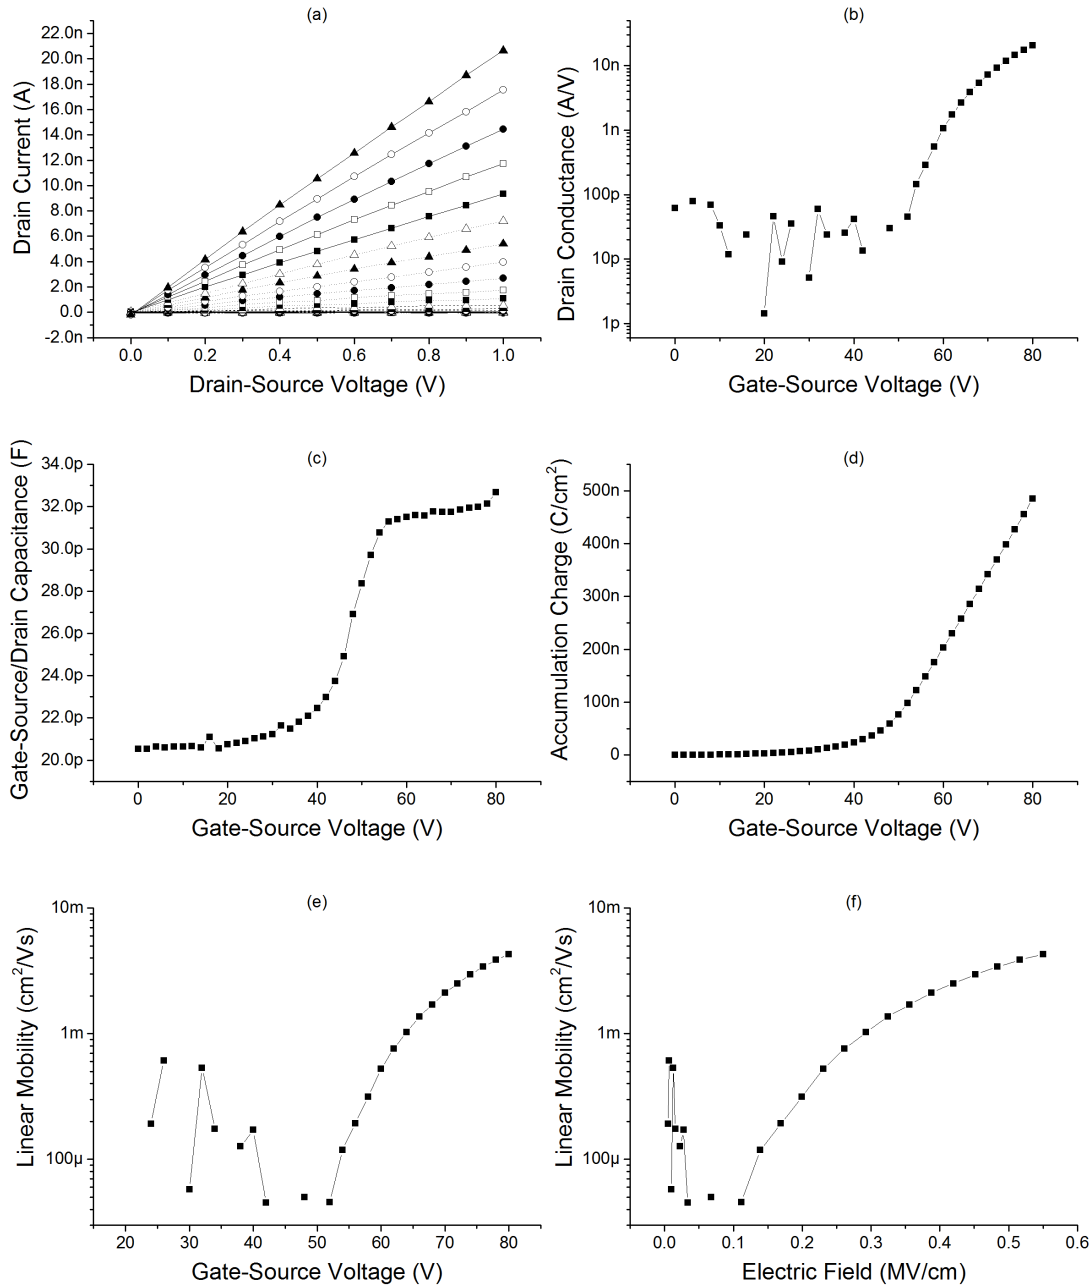 (a)
22.0n
20.0n
18.0n
16.0n
14.0n
12.0n
10.0n
8.0n
6.0n
4.0n
2.0n
0.0
-2.0n
Drain Current (A)
0.0 0.2 0.4 0.6 0.8 1.0
Drain-Source Voltage (V)
(b)
10n
1n
100p
10p
1p
Drain Conductance (A/V)
0 20 40 60 80
Gate-Source Voltage (V)
(c)
34.0p
32.0p
30.0p
28.0p
26.0p
24.0p
22.0p
20.0p
Gate-Source/Drain Capacitance (F)
0 20 40 60 80
Gate-Source Voltage (V)
(d)
500n
400n
300n
200n
100n
0
Accumulation Charge (C/cm²)
0 20 40 60 80
Gate-Source Voltage (V)
(e)
10m
1m
100µ
Linear Mobility (cm²/Vs)
20 30 40 50 60 70 80
Gate-Source Voltage (V)
(f)
10m
1m
100µ
Linear Mobility (cm²/Vs)
0.0 0.1 0.2 0.3 0.4 0.5 0.6
Electric Field (MV/cm)